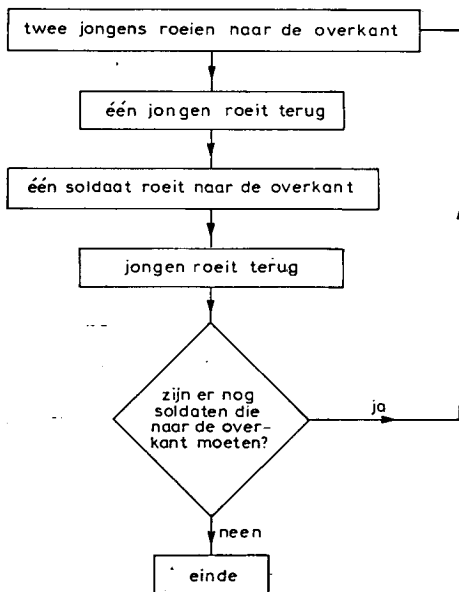 twee jongens roeien naar de overkant
één jongen roeit terug
één soldaat roeit naar de overkant
jongen roeit terug
zijn er nog
soldaten die
naar de over-
kant moeten?
ja
neen
einde